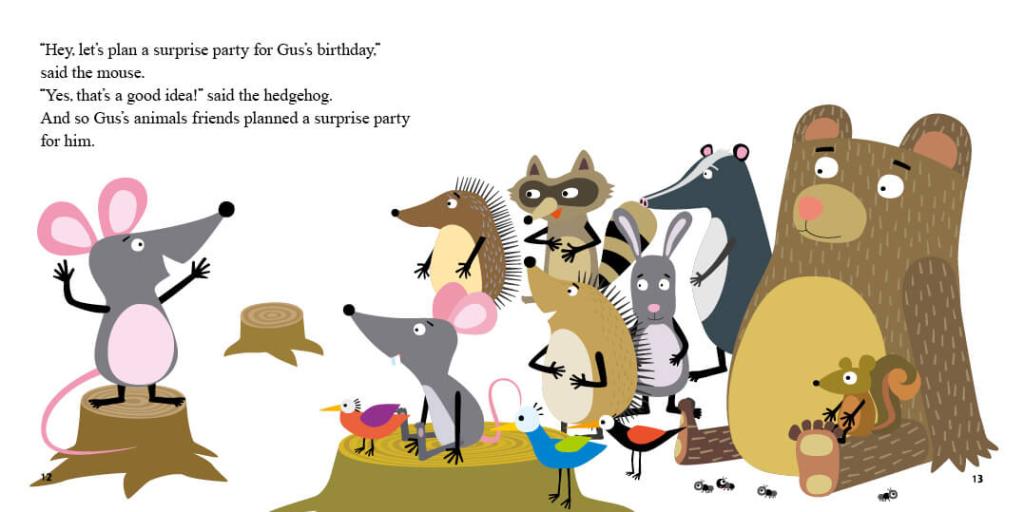 "Hey, let's plan a surprise party for Gus's birthday,"
said the mouse.
"Yes, that's a good idea!" said the hedgehog.
And so Gus's animals friends planned a surprise party
for him.
12
13